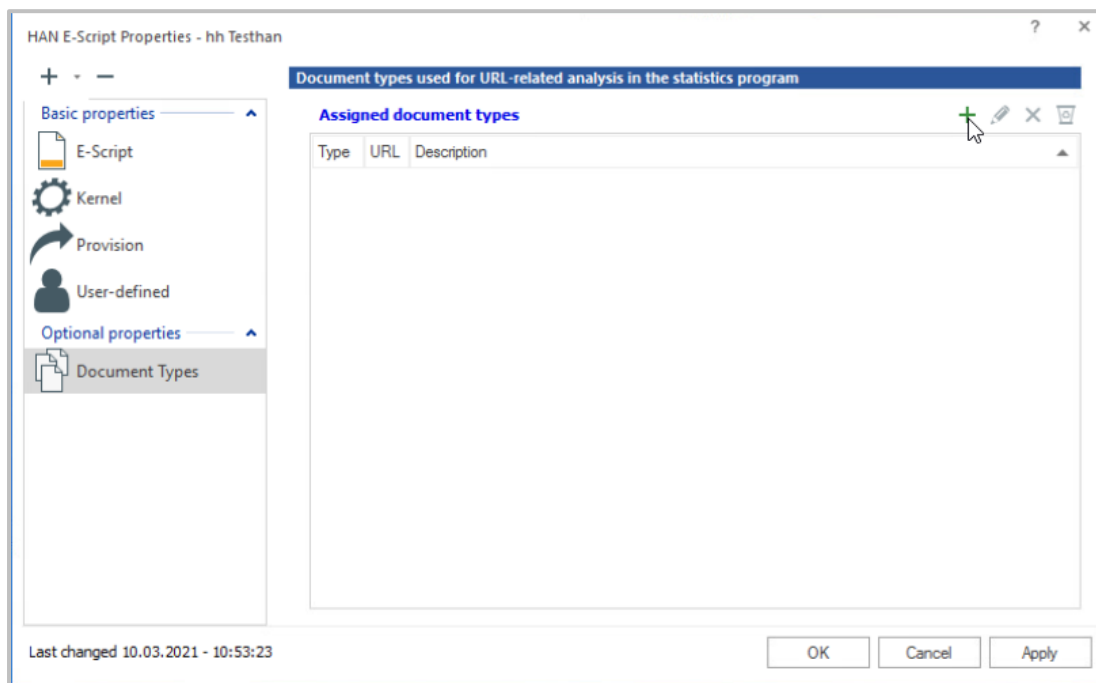 HAN E-Script Properties - hh Testhan
Document types used for URL-related analysis in the statistics program
Basic properties
E-Script
Kernel
Provision
User-defined
Optional properties
Document Types
Assigned document types
Type URL Description
Last changed 10.03.2021 - 10:53:23
OK Cancel Apply